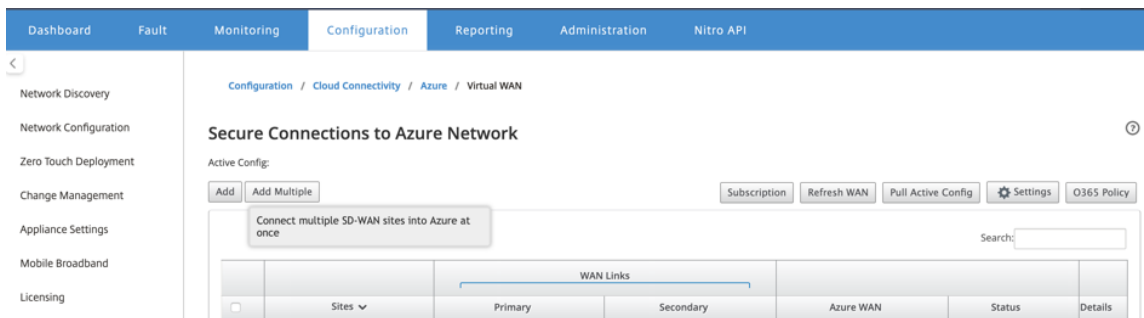 Dashboard Fault Monitoring Configuration Reporting Administration Nitro API
Configuration / Cloud Connectivity / Azure / Virtual WAN
Network Discovery
Network Configuration
Zero Touch Deployment
Change Management
Appliance Settings
Mobile Broadband
Licensing
Secure Connections to Azure Network
Active Config:
Add Add Multiple Subscription Refresh WAN Pull Active Config Settings O365 Policy
Connect multiple SD-WAN sites into Azure at
once
Search:
WAN Links
Sites Primary Secondary Azure WAN Status Details